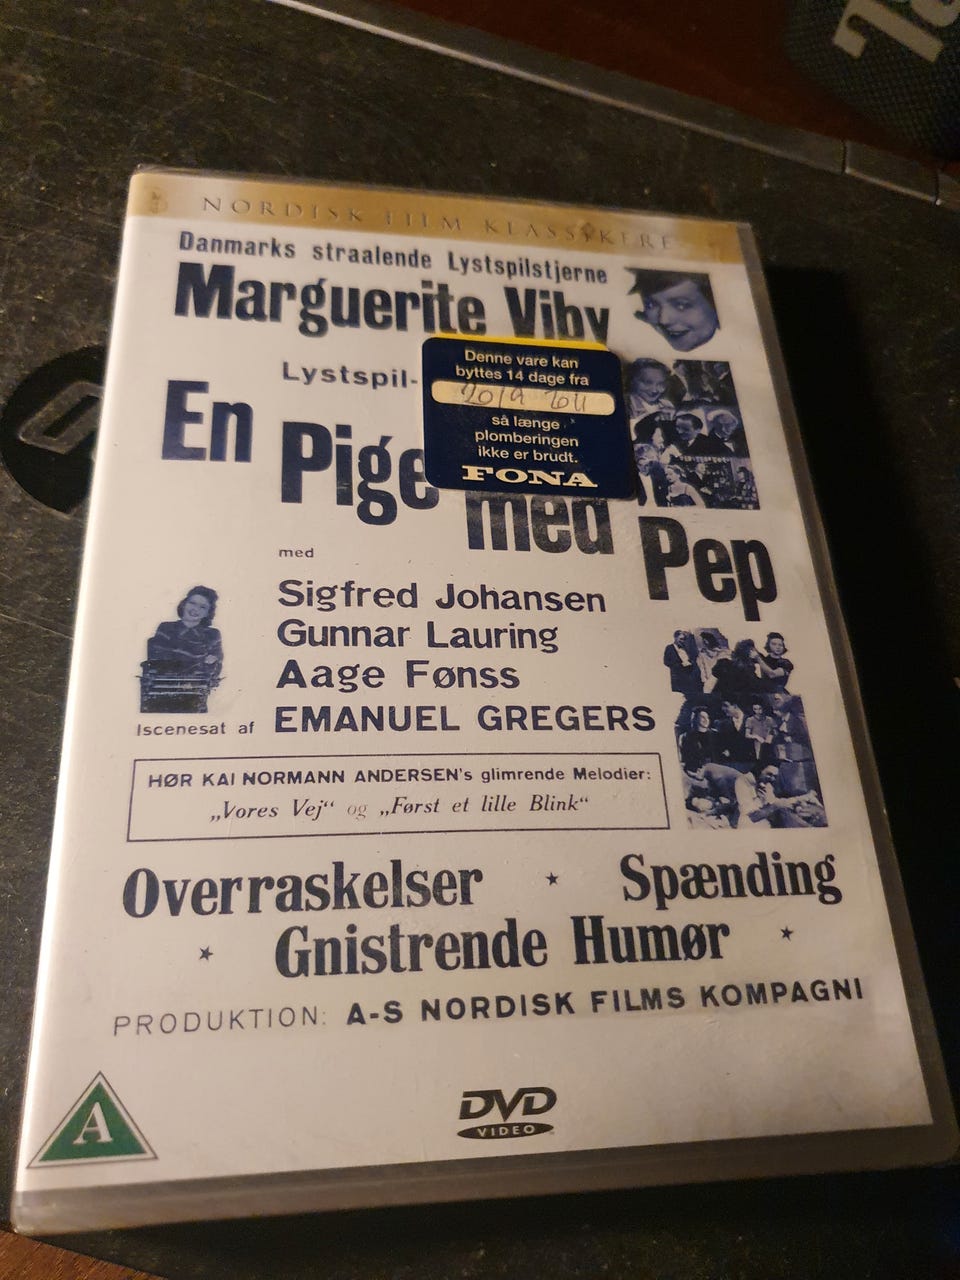 NORDISK FILM KLASSIKERE
Danmarks straalende Lystspilstjerne
Marguerite Viby
Lystspil-
En
Pige
med
Pep
Denne vare kan
byttes 14 dage fra
så længe
plomberingen
ikke er brudt.
FONA
med
Sigfred Johansen
Gunnar Lauring
Aage Fønss
Iscenesat af EMANUEL GREGERS
HØR KAI NORMANN ANDERSEN's glimrende Melodier:
„Vores Vej“ og „Først et lille Blink“
Overraskelser * Spænding
* Gnistrende Humør *
PRODUKTION: A-S NORDISK FILMS KOMPAGNI
A
DVD
VIDEO